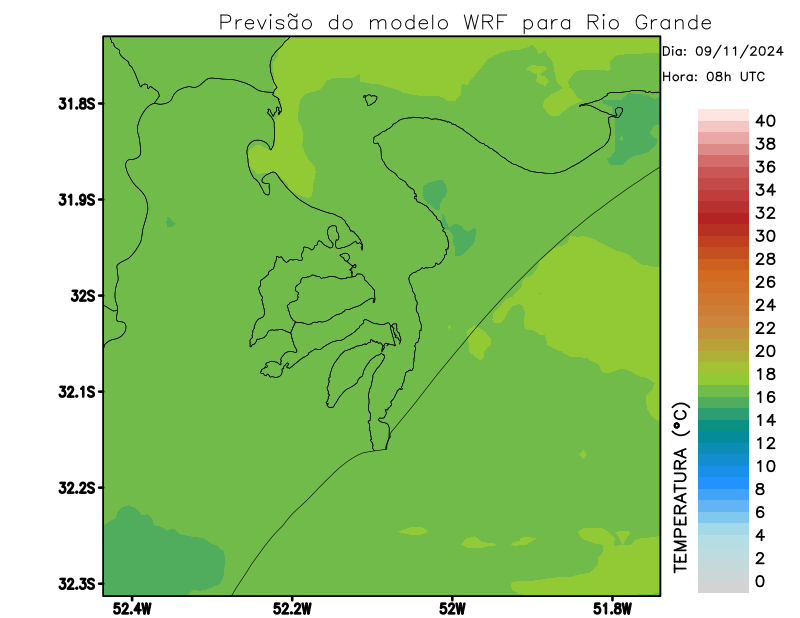 Previsão do modelo WRF para Rio Grande
Dia: 09/11/2024
Hora: 08h UTC
31.8S
31.9S
32S
32.1S
32.2S
32.3S
52.4W
52.2W
52W
51.8W
TEMPERATURA (°C)
40
38
36
34
32
30
28
26
24
22
20
18
16
14
12
10
8
6
4
2
0